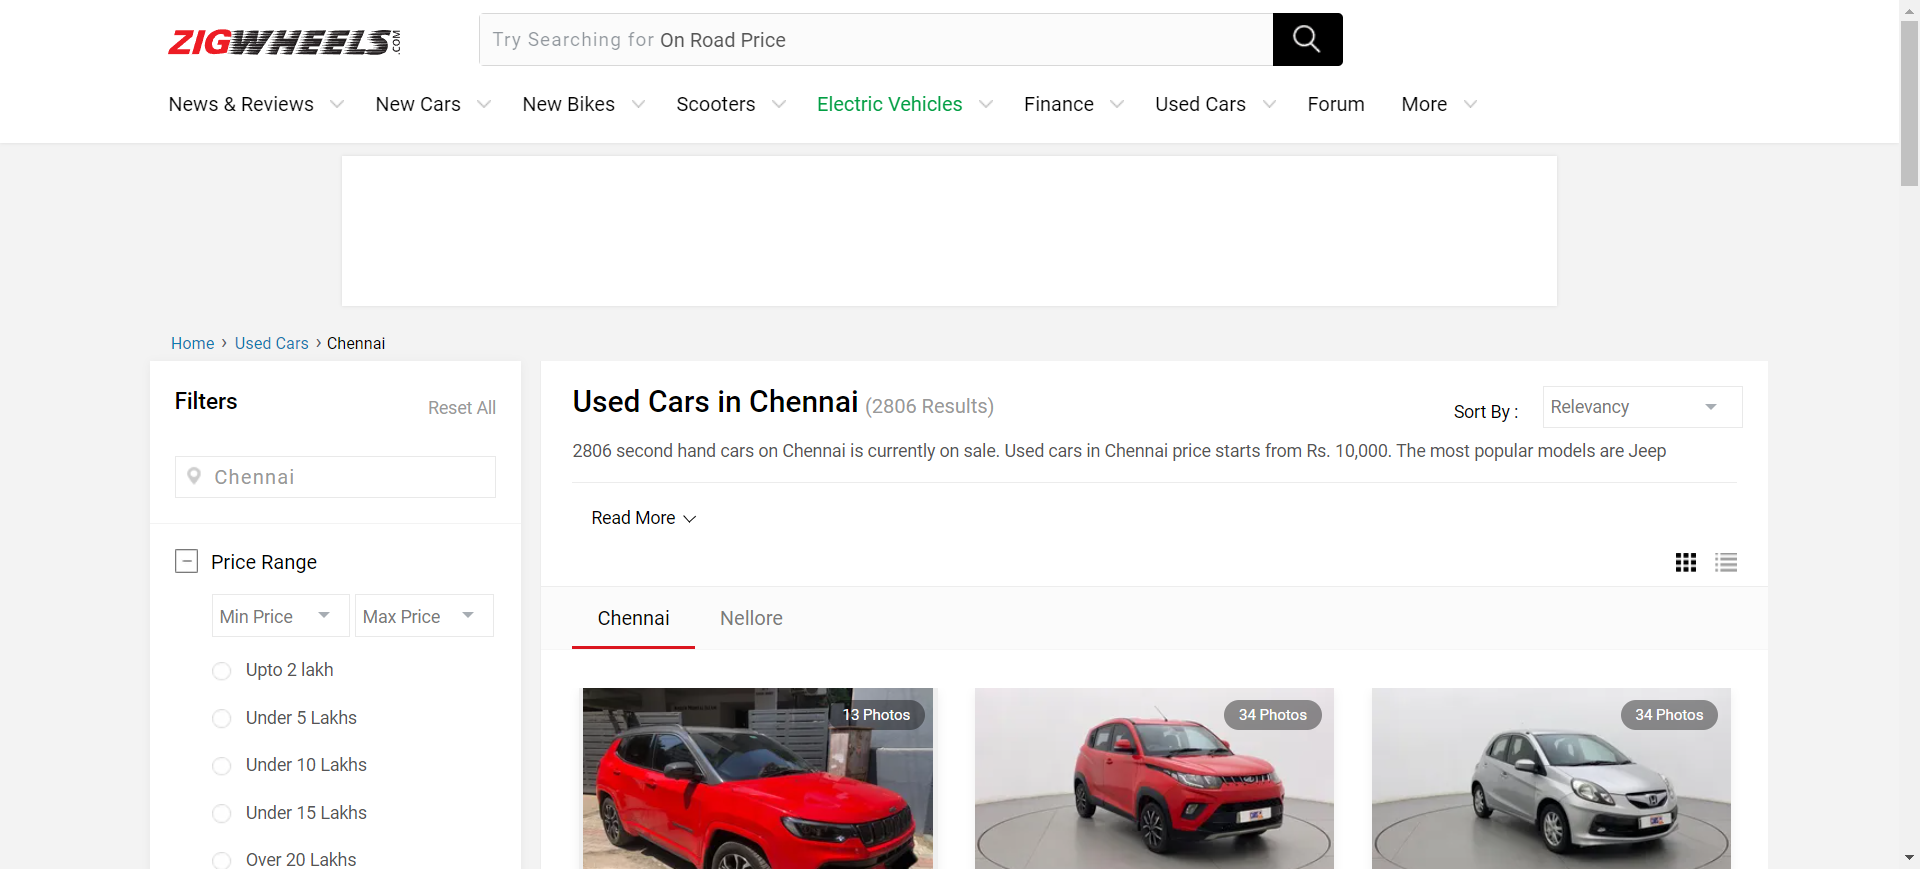 ZIGWHEELS.COM
Try Searching for On Road Price
News & Reviews New Cars New Bikes Scooters Electric Vehicles Finance Used Cars Forum More
Home › Used Cars › Chennai
Filters
Reset All
Chennai
Price Range
Min Price Max Price
Upto 2 lakh
Under 5 Lakhs
Under 10 Lakhs
Under 15 Lakhs
Over 20 Lakhs
Used Cars in Chennai (2806 Results)
Sort By : Relevancy
2806 second hand cars on Chennai is currently on sale. Used cars in Chennai price starts from Rs. 10,000. The most popular models are Jeep
Read More
Chennai Nellore
13 Photos
34 Photos
34 Photos